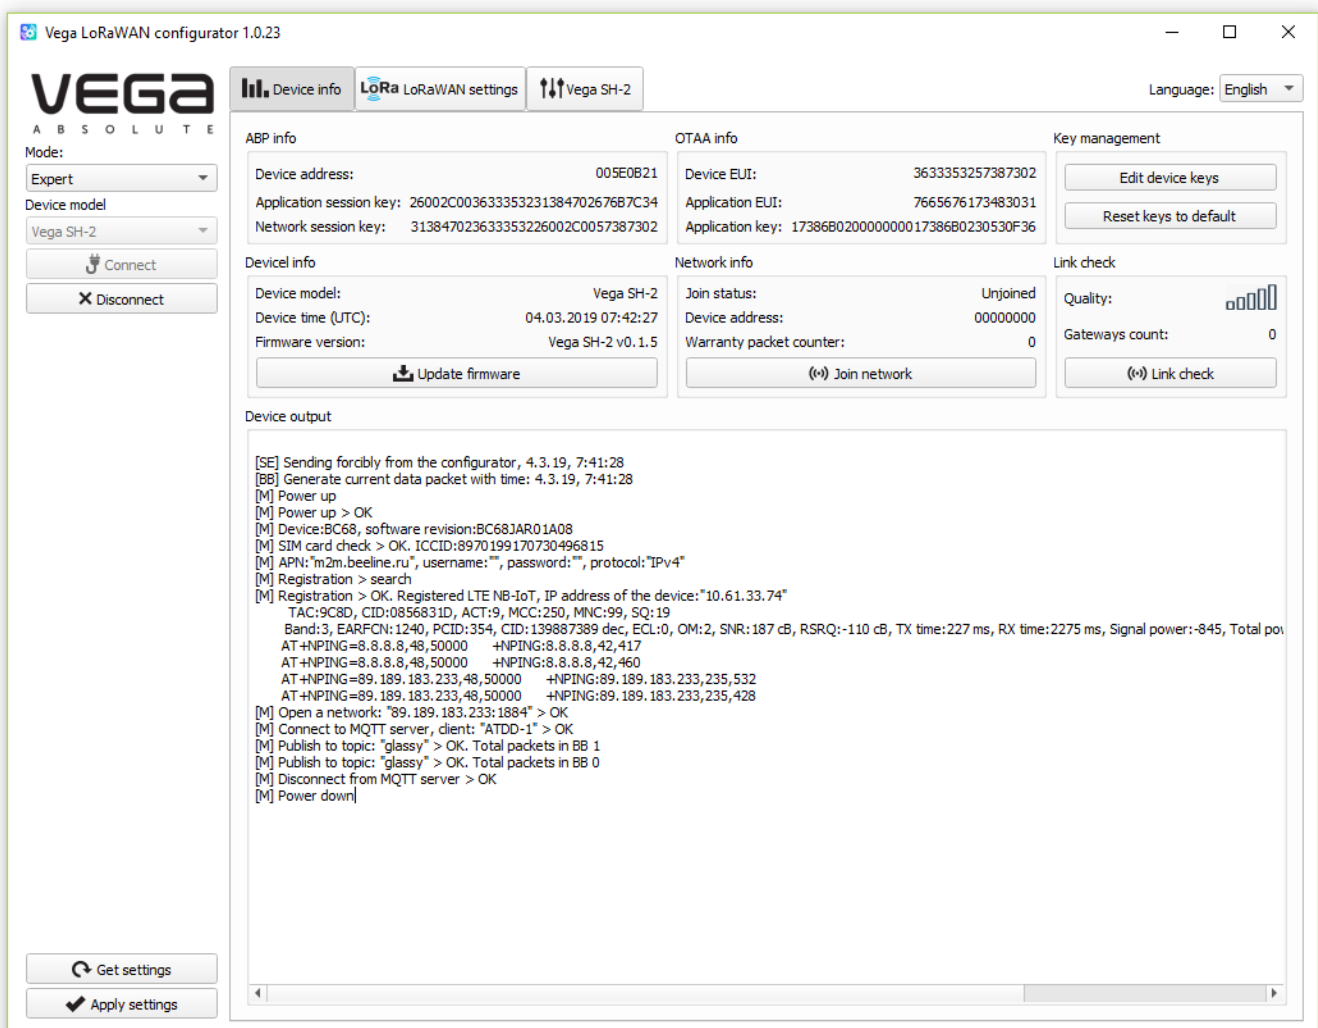 Vega LoRaWAN configurator 1.0.23
VEGA
ABSOLUTE
Mode:
Expert
Device model
Vega SH-2
Connect
Disconnect
Device info
LoRa LoRaWAN settings
Vega SH-2
Language: English
ABP info
Device address: 005E0B21
Application session key: 26002C0036333353231384702676B7C34
Network session key: 313847023633353226002C0057387302
OTAA info
Device EUI: 3633353257387302
Application EUI: 7665676173483031
Application key: 17386B020000000017386B0230530F36
Key management
Edit device keys
Reset keys to default
Devicel info
Device model: Vega SH-2
Device time (UTC): 04.03.2019 07:42:27
Firmware version: Vega SH-2 v0.1.5
Update firmware
Network info
Join status: Unjoined
Device address: 00000000
Warranty packet counter: 0
Join network
Link check
Quality:
Gateways count: 0
Link check
Device output
[SE] Sending forcibly from the configurator, 4.3.19, 7:41:28
[BB] Generate current data packet with time: 4.3.19, 7:41:28
[M] Power up
[M] Power up > OK
[M] Device:BC68, software revision:BC68JAR01A08
[M] SIM card check > OK. ICCID:8970199170730496815
[M] APN:"m2m.beeline.ru", username:"", password:"", protocol:"IPv4"
[M] Registration > search
[M] Registration > OK. Registered LTE NB-IoT, IP address of the device:"10.61.33.74"
TAC:9C8D, CID:0856831D, ACT:9, MCC:250, MNC:99, SQ:19
Band:3, EARFCN:1240, PCID:354, CID:139887389 dec, ECL:0, OM:2, SNR:187 cB, RSRQ:-110 cB, TX time:227 ms, RX time:2275 ms, Signal power:-845, Total pow
AT+NPING=8.8.8.8,48,50000 +NPING:8.8.8.8,42,417
AT+NPING=8.8.8.8,48,50000 +NPING:8.8.8.8,42,460
AT+NPING=89.189.183.233,48,50000 +NPING:89.189.183.233,235,532
AT+NPING=89.189.183.233,48,50000 +NPING:89.189.183.233,235,428
[M] Open a network: "89.189.183.233:1884" > OK
[M] Connect to MQTT server, client: "ATDD-1" > OK
[M] Publish to topic: "glassy" > OK. Total packets in BB 1
[M] Publish to topic: "glassy" > OK. Total packets in BB 0
[M] Disconnect from MQTT server > OK
[M] Power down
Get settings
Apply settings